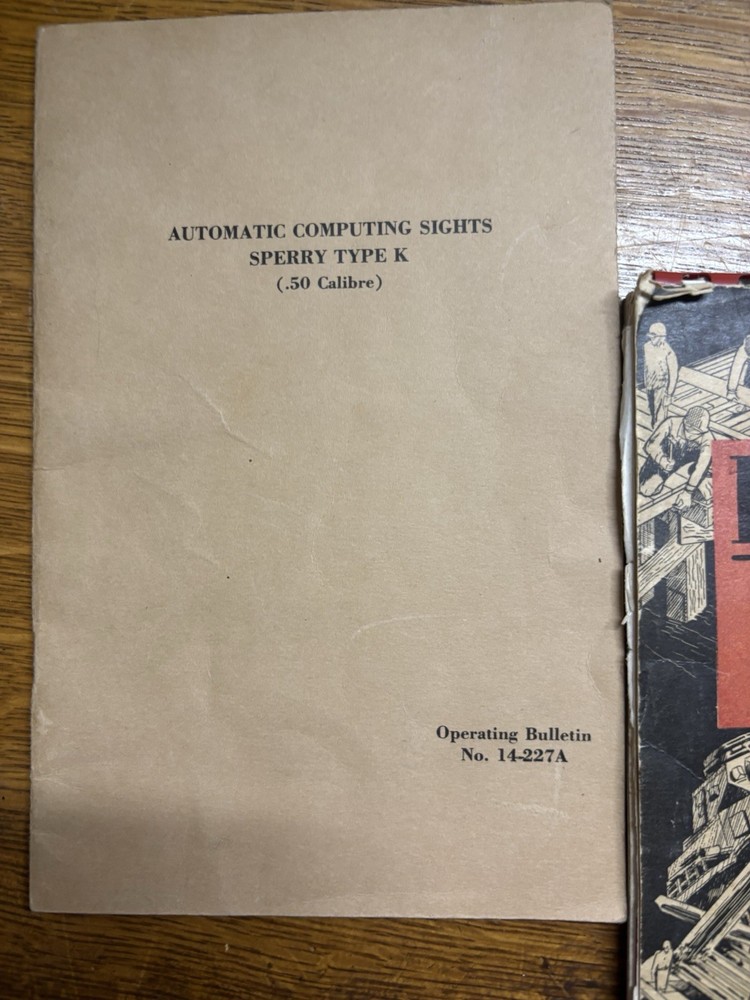 AUTOMATIC COMPUTING SIGHTS
SPERRY TYPE K
(.50 Calibre)
Operating Bulletin
No. 14-227A